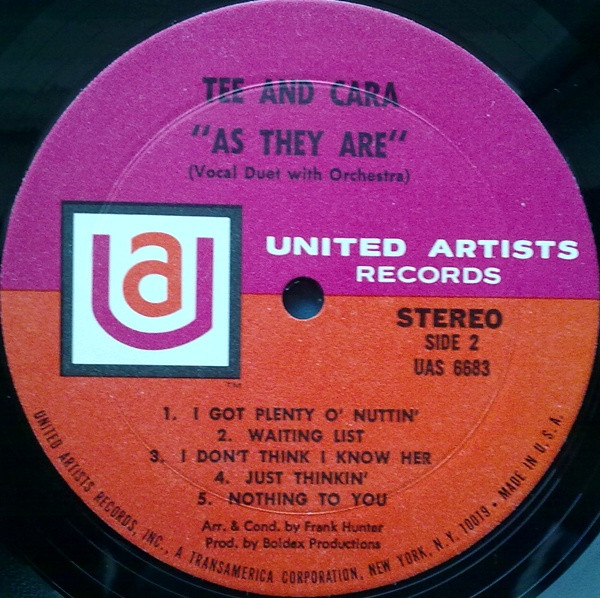 TEE AND CARA
"AS THEY ARE"
(Vocal Duet with Orchestra)
ua
UNITED ARTISTS
RECORDS
STEREO
SIDE 2
UAS 6683
TM
1. I GOT PLENTY O' NUTTIN'
2. WAITING LIST
3. I DON'T THINK I KNOW HER
4. JUST THINKIN'
5. NOTHING TO YOU
Arr. & Cond. by Frank Hunter
Prod. by Boldex Productions
UNITED ARTISTS RECORDS, INC., A TRANSAMERICA CORPORATION, NEW YORK, N.Y. 10019 • MADE IN U.S.A.